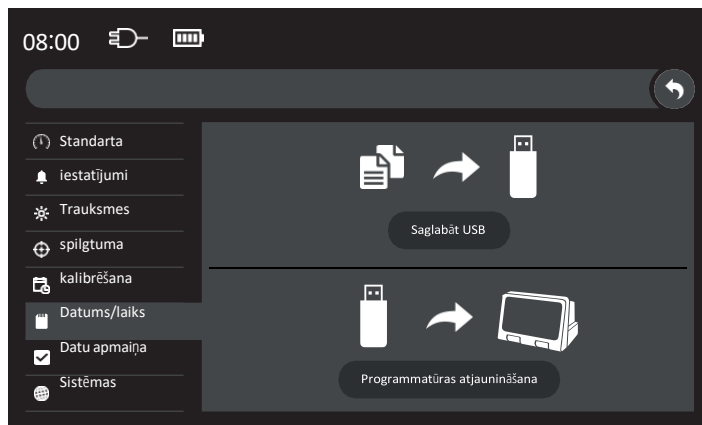 08:00
Standarta
iestatījumi
Trauksmes
spilgtuma
kalibrēšana
Datums/laiks
Datu apmaiņa
Sistēmas
Saglabāt USB
Programmatūras atjaunināšana